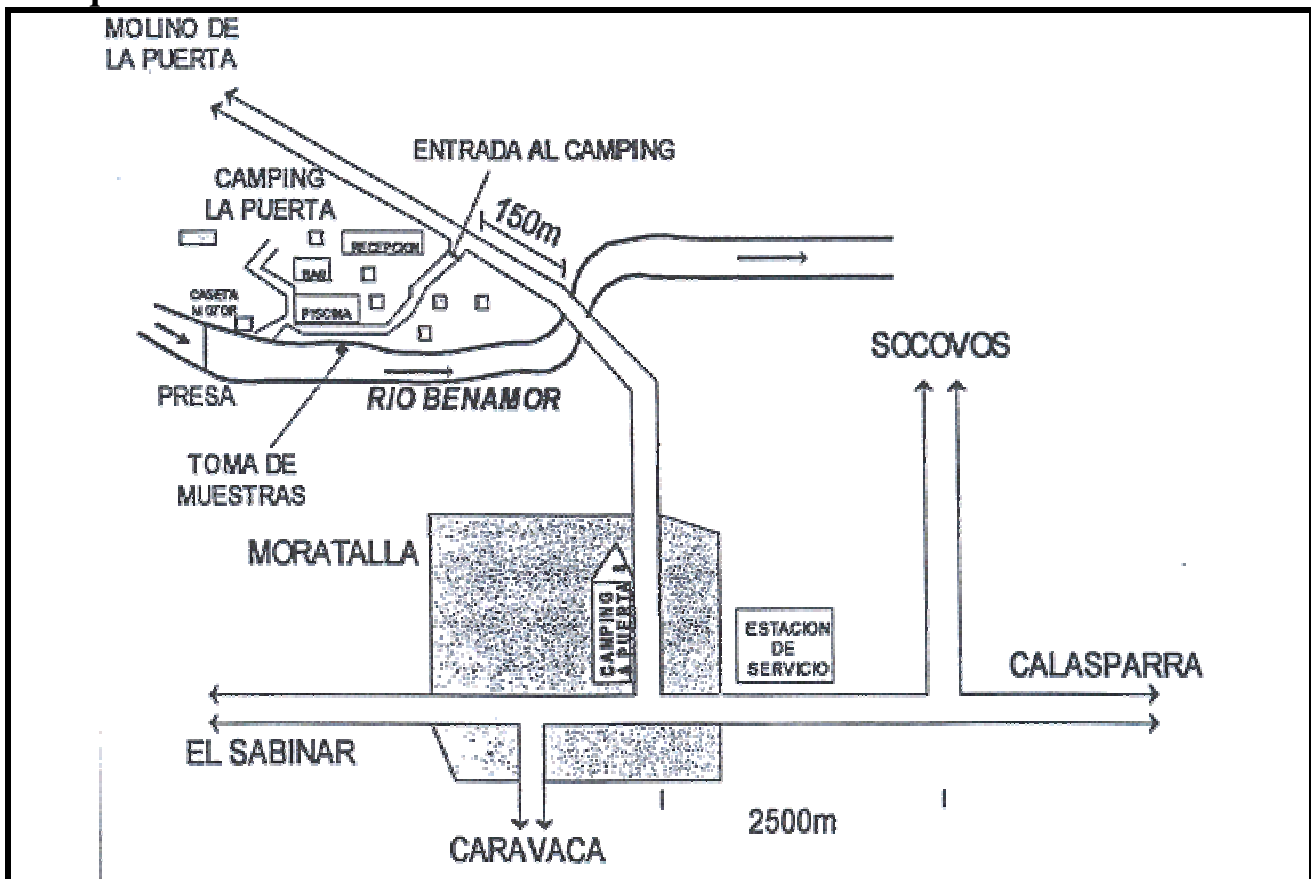 MOLINO DE
LA PUERTA
ENTRADA AL CAMPING
CAMPING
LA PUERTA
150m
RECEPCION
BAR
CASETA
MOTOR
PISCINA
PRESA
RIO BENAMOR
SOCOVOS
TOMA DE
MUESTRAS
MORATALLA
CAMPING
A PUERTA
ESTACION
DE
SERVICIO
CALASPARRA
EL SABINAR
2500m
CARAVACA